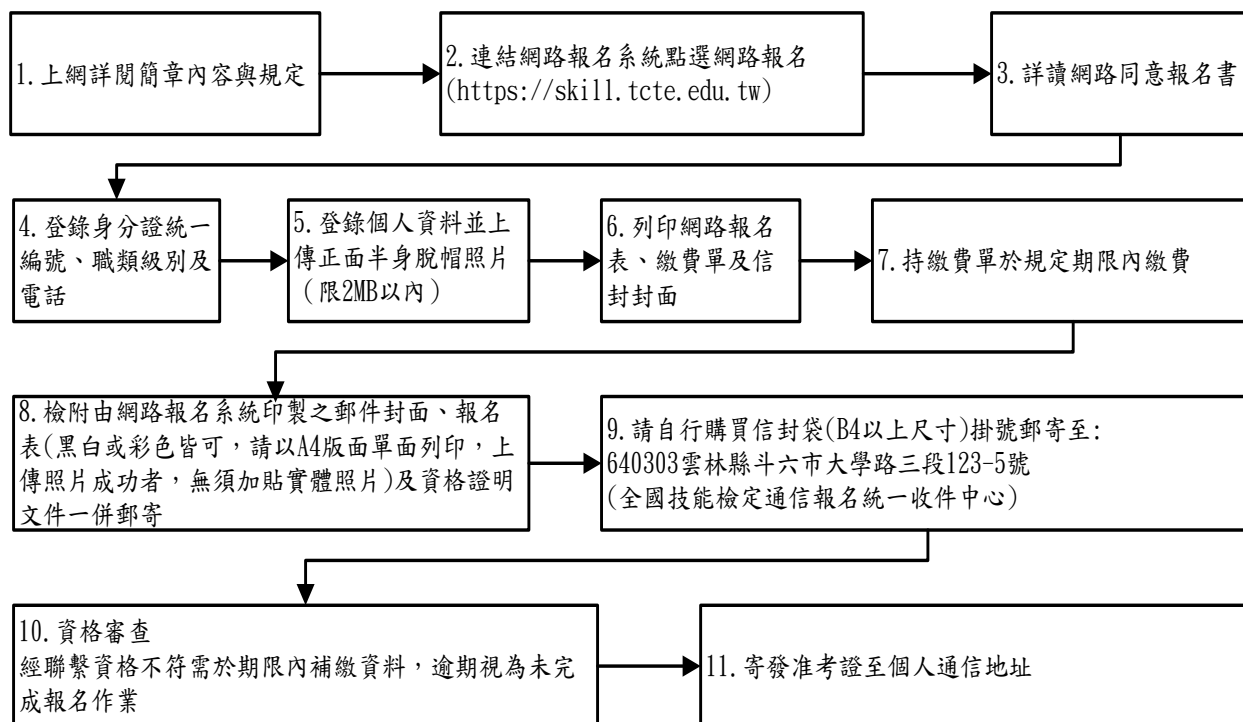 1.上網詳閱簡章內容與規定
2.連結網路報名系統點選網路報名
(https://skill.tcte.edu.tw)
3.詳讀網路同意報名書
4.登錄身分證統一
編號、職類級別及
電話
5.登錄個人資料並上
傳正面半身脫帽照片
（限2MB以內）
6.列印網路報名
表、繳費單及信
封封面
7.持繳費單於規定期限內繳費
8.檢附由網路報名系統印製之郵件封面、報名
表(黑白或彩色皆可，請以A4版面單面列印，上
傳照片成功者，無須加貼實體照片)及資格證明
文件一併郵寄
9.請自行購買信封袋(B4以上尺寸)掛號郵寄至:
640303雲林縣斗六市大學路三段123-5號
(全國技能檢定通信報名統一收件中心)
10.資格審查
經聯繫資格不符需於期限內補繳資料，逾期視為未完
成報名作業
11.寄發准考證至個人通信地址